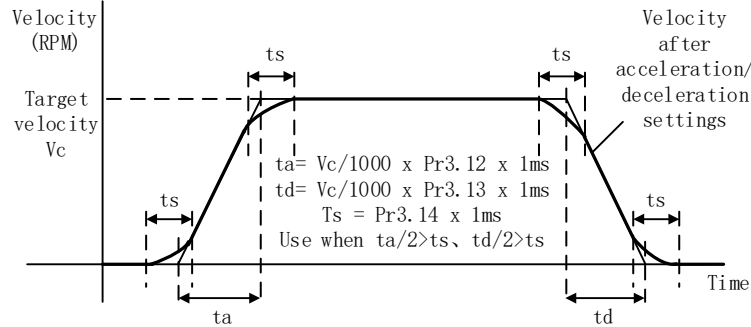 Velocity
(RPM)
ts
ts
Velocity
after
acceleration/
deceleration
settings
Target
velocity
Vc
ta= Vc/1000 x Pr3.12 x 1ms
td= Vc/1000 x Pr3.13 x 1ms
Ts = Pr3.14 x 1ms
Use when ta/2>ts、td/2>ts
ts
ts
Time
ta
td